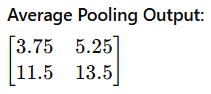 Average Pooling Output:
[3.75 5.25]
[11.5 13.5]